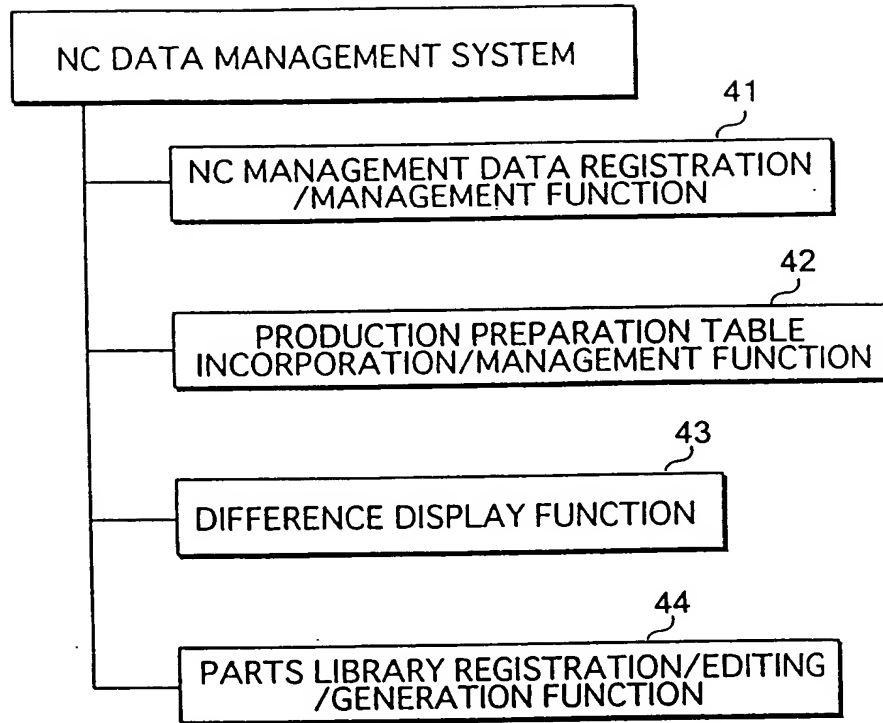 NC DATA MANAGEMENT SYSTEM
41
NC MANAGEMENT DATA REGISTRATION
/MANAGEMENT FUNCTION
42
PRODUCTION PREPARATION TABLE
INCORPORATION/MANAGEMENT FUNCTION
43
DIFFERENCE DISPLAY FUNCTION
44
PARTS LIBRARY REGISTRATION/EDITING
/GENERATION FUNCTION